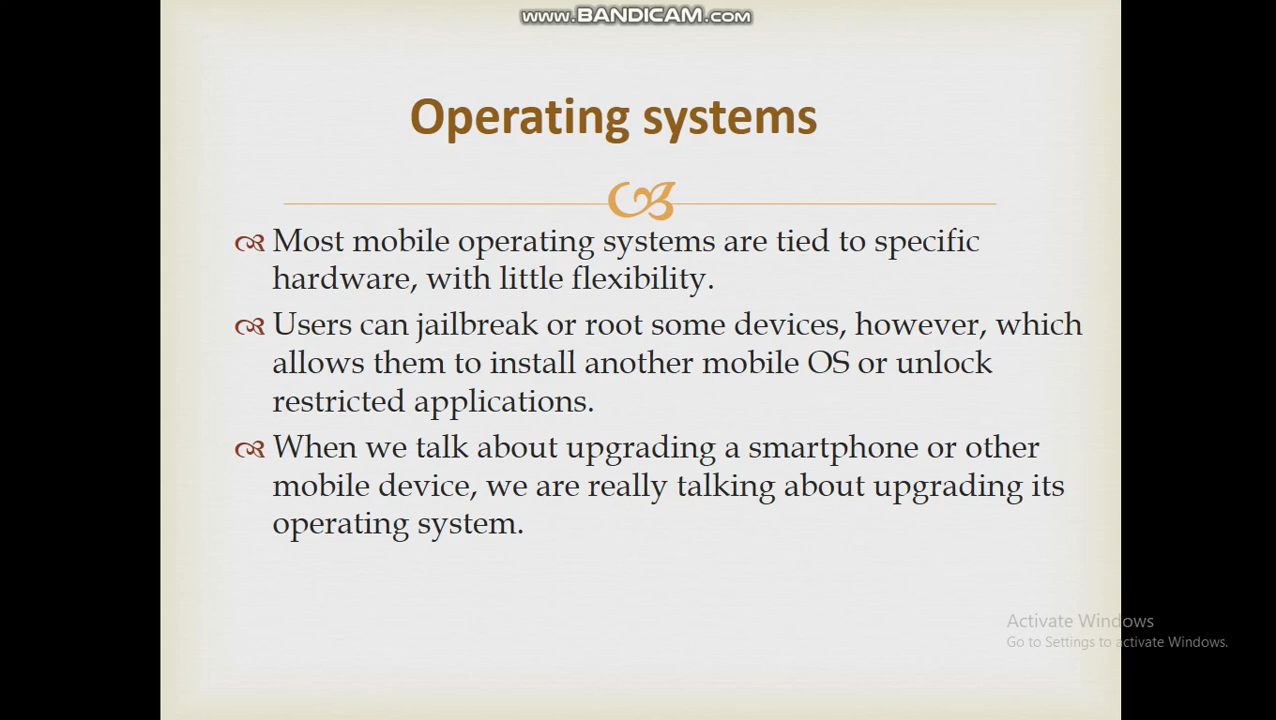 www.BANDICAM.com
Operating systems
Most mobile operating systems are tied to specific
hardware, with little flexibility.
Users can jailbreak or root some devices, however, which
allows them to install another mobile OS or unlock
restricted applications.
When we talk about upgrading a smartphone or other
mobile device, we are really talking about upgrading its
operating system.
Activate Windows
Go to Settings to activate Windows.